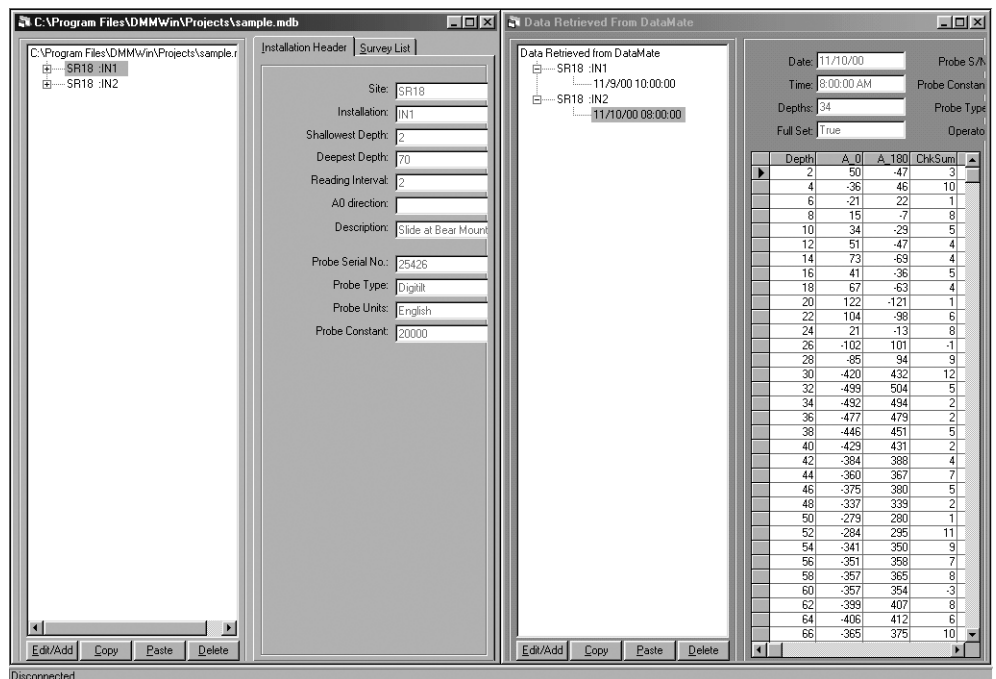 C:\Program Files\DMMWin\Projects\sample.mdb
C:\Program Files\DMMWin\Projects\sample.r
SR18 :IN1
SR18 :IN2
Edit/Add Copy Paste Delete
Installation Header Survey List
Site: SR18
Installation: IN1
Shallowest Depth: 2
Deepest Depth: 70
Reading Interval: 2
A0 direction:
Description: Slide at Bear Mount
Probe Serial No.: 25426
Probe Type: Digitilt
Probe Units: English
Probe Constant: 20000
Data Retrieved From DataMate
Data Retrieved from DataMate
SR18 :IN1
11/9/00 10:00:00
SR18 :IN2
11/10/00 08:00:00
Edit/Add Copy Paste Delete
Date: 11/10/00 Probe S/N
Time: 8:00:00 AM Probe Constan
Depths: 34 Probe Type
Full Set: True Operato
Depth A_0 A_180 ChkSum
2 50 -47 3
4 -36 46 10
6 -21 22 1
8 15 -7 8
10 34 -29 5
12 51 -47 4
14 73 -69 4
16 41 -36 5
18 67 -63 4
20 122 -121 1
22 104 -98 6
24 21 -13 8
26 -102 101 -1
28 -85 94 9
30 -420 432 12
32 -499 504 5
34 -492 494 2
36 -477 479 2
38 -446 451 5
40 -429 431 2
42 -384 388 4
44 -360 367 7
46 -375 380 5
48 -337 339 2
50 -279 280 1
52 -284 295 11
54 -341 350 9
56 -351 358 7
58 -357 365 8
60 -357 354 -3
62 -399 407 8
64 -406 412 6
66 -365 375 10
Disconnected